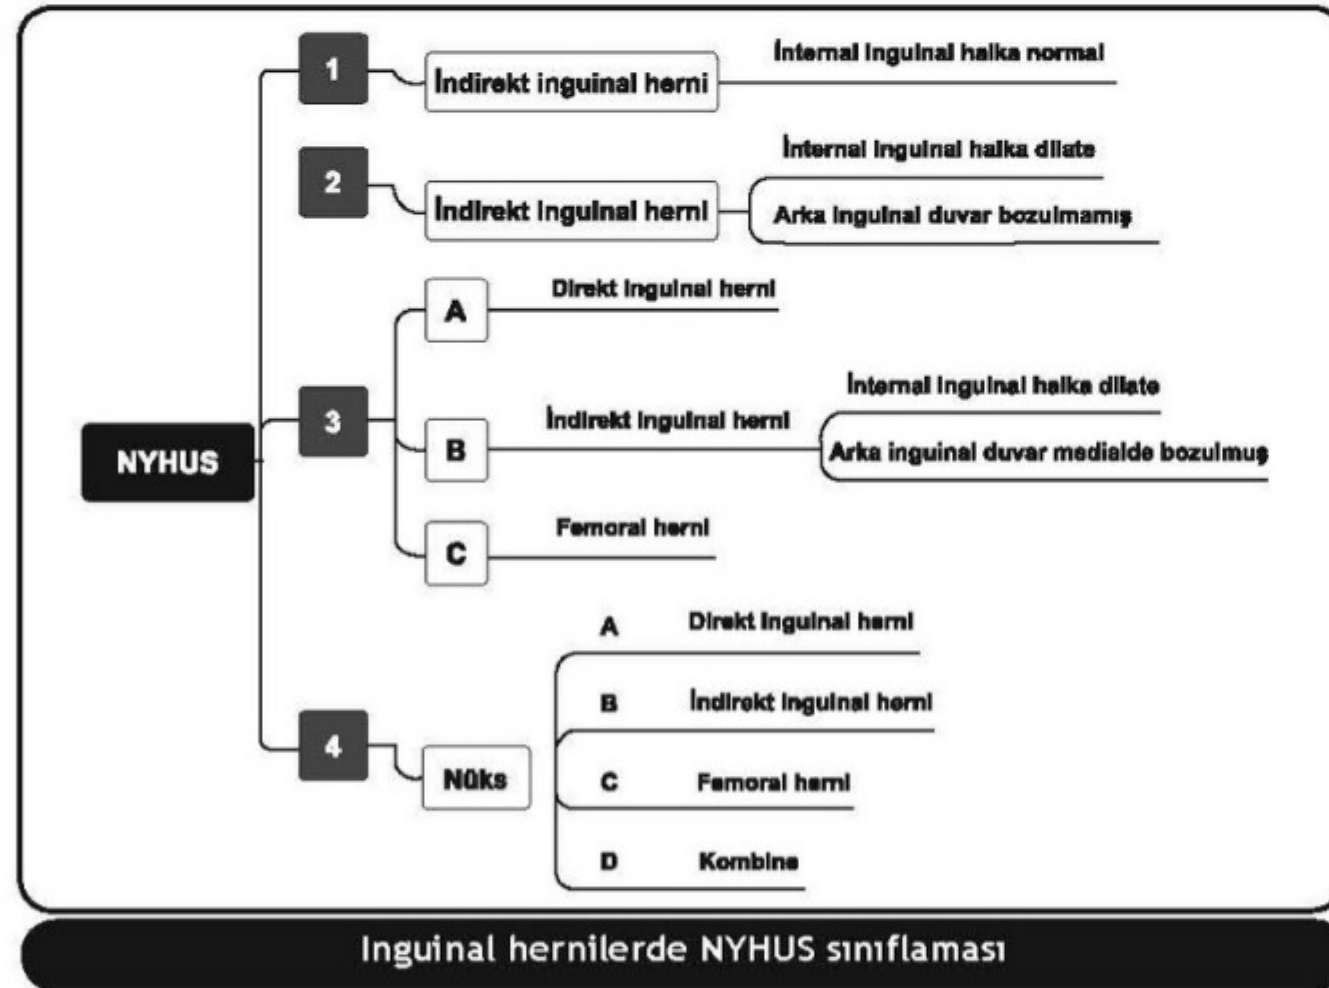 1
İndirekt inguinal herni
İnternal inguinal halka normal
2
İndirekt inguinal herni
İnternal inguinal halka dilate
Arka inguinal duvar bozulmamış
NYHUS
3
A
Direkt inguinal herni
B
İndirekt inguinal herni
İnternal inguinal halka dilate
Arka inguinal duvar medialde bozulmuş
C
Femoral herni
4
Nüks
A Direkt inguinal herni
B İndirekt inguinal herni
C Femoral herni
D Kombine
Inguinal hernilerde NYHUS sınıflaması